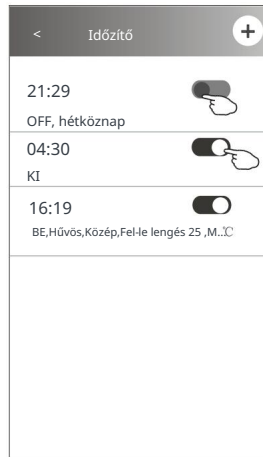 < Időzítő +
21:29
OFF, hétköznap
04:30
KI
16:19
BE,Hűvös,Közép,Fel-le lengés 25 ,M..℃